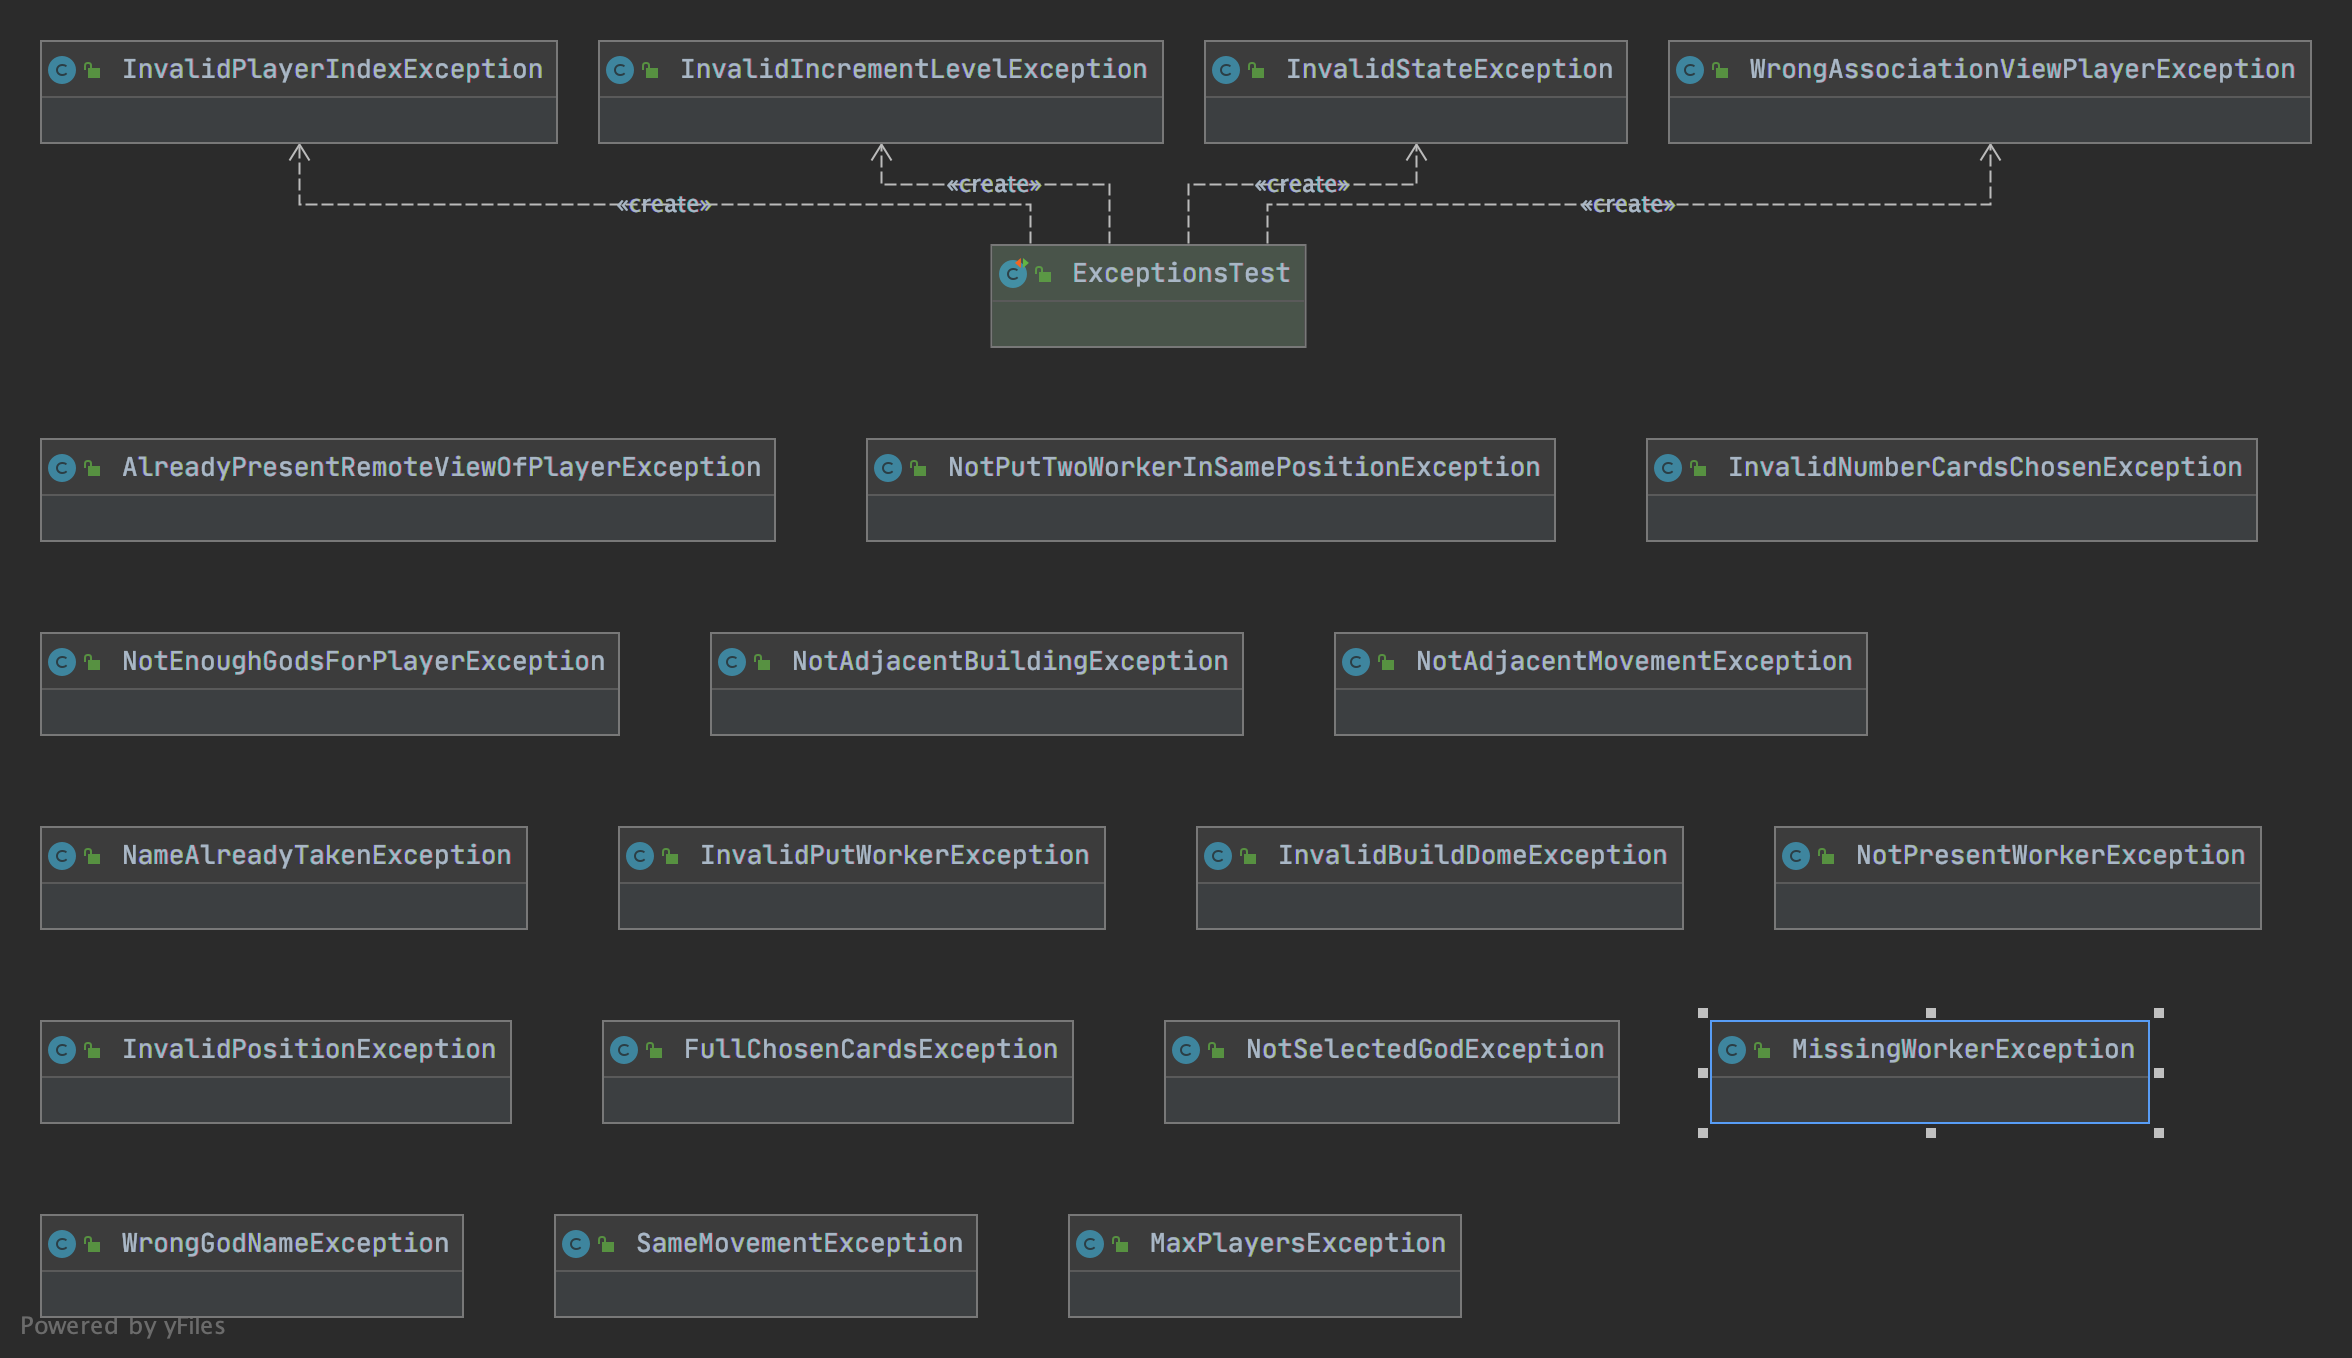 InvalidPlayerIndexException
InvalidIncrementLevelException
InvalidStateException
WrongAssociationViewPlayerException
«create»
«create»
«create»
«create»
ExceptionsTest
AlreadyPresentRemoteViewOfPlayerException
NotPutTwoWorkerInSamePositionException
InvalidNumberCardsChosenException
NotEnoughGodsForPlayerException
NotAdjacentBuildingException
NotAdjacentMovementException
NameAlreadyTakenException
InvalidPutWorkerException
InvalidBuildDomeException
NotPresentWorkerException
InvalidPositionException
FullChosenCardsException
NotSelectedGodException
MissingWorkerException
WrongGodNameException
SameMovementException
MaxPlayersException
Powered by yFiles